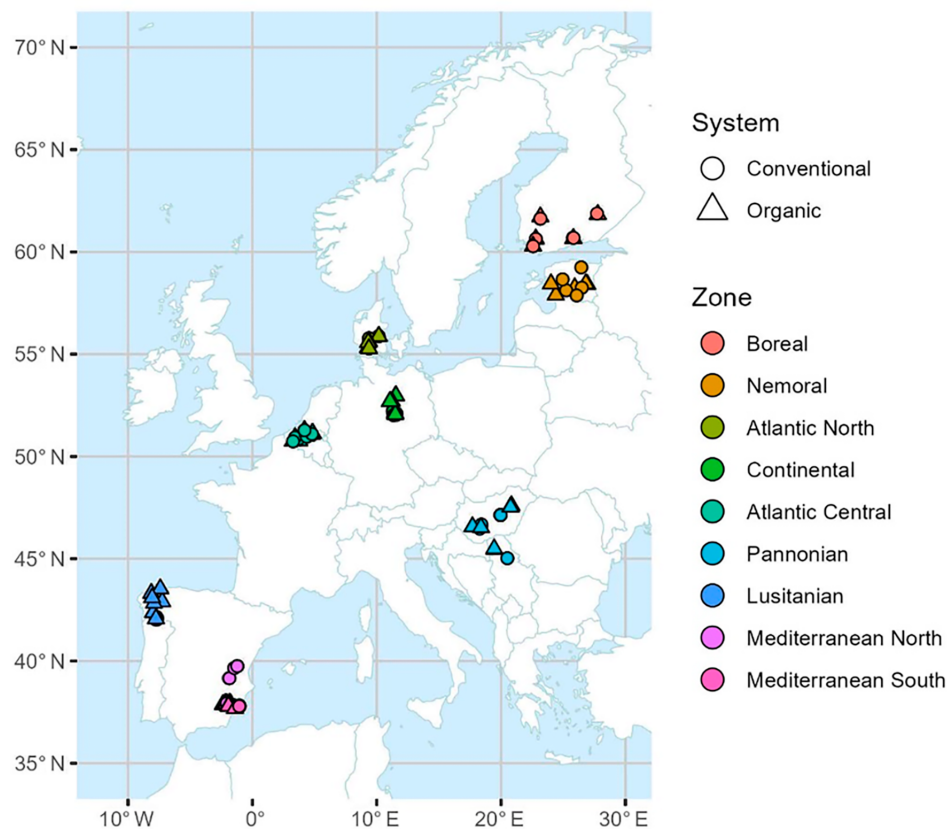 70° N
65° N
60° N
55° N
50° N
45° N
40° N
35° N
10° W
0°
10° E
20° E
30° E
System
Conventional
Organic
Zone
Boreal
Nemoral
Atlantic North
Continental
Atlantic Central
Pannonian
Lusitanian
Mediterranean North
Mediterranean South